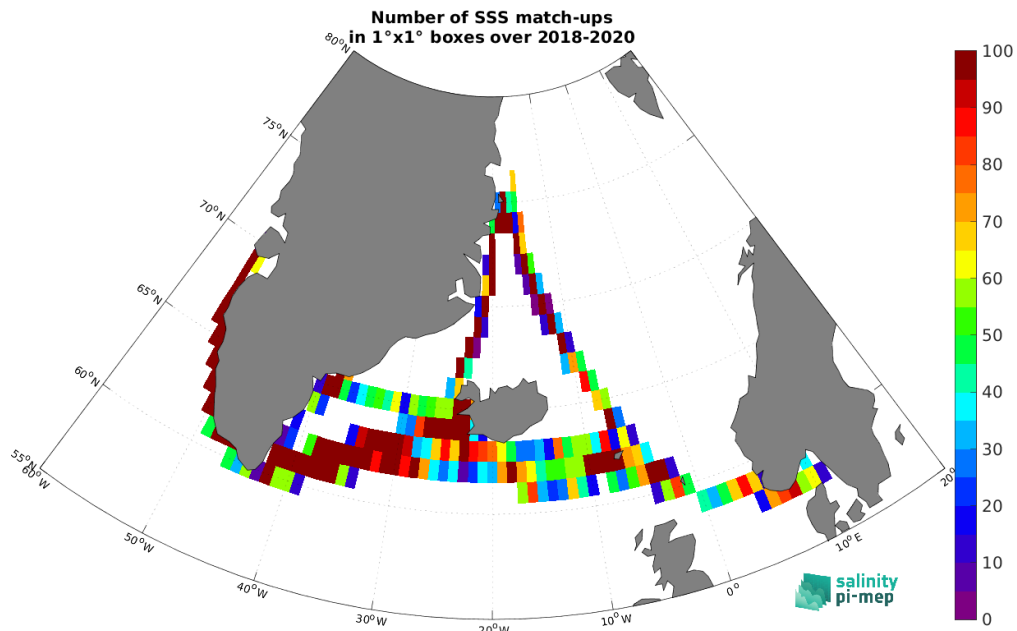 Number of SSS match-ups
in 1°x1° boxes over 2018-2020
80°N
75°N
70°N
65°N
60°N
55°N
60°W
50°W
40°W
30°W
20°W
10°W
0°
10°E
20°
100
90
80
70
60
50
40
30
20
10
0
salinity
pi-mep